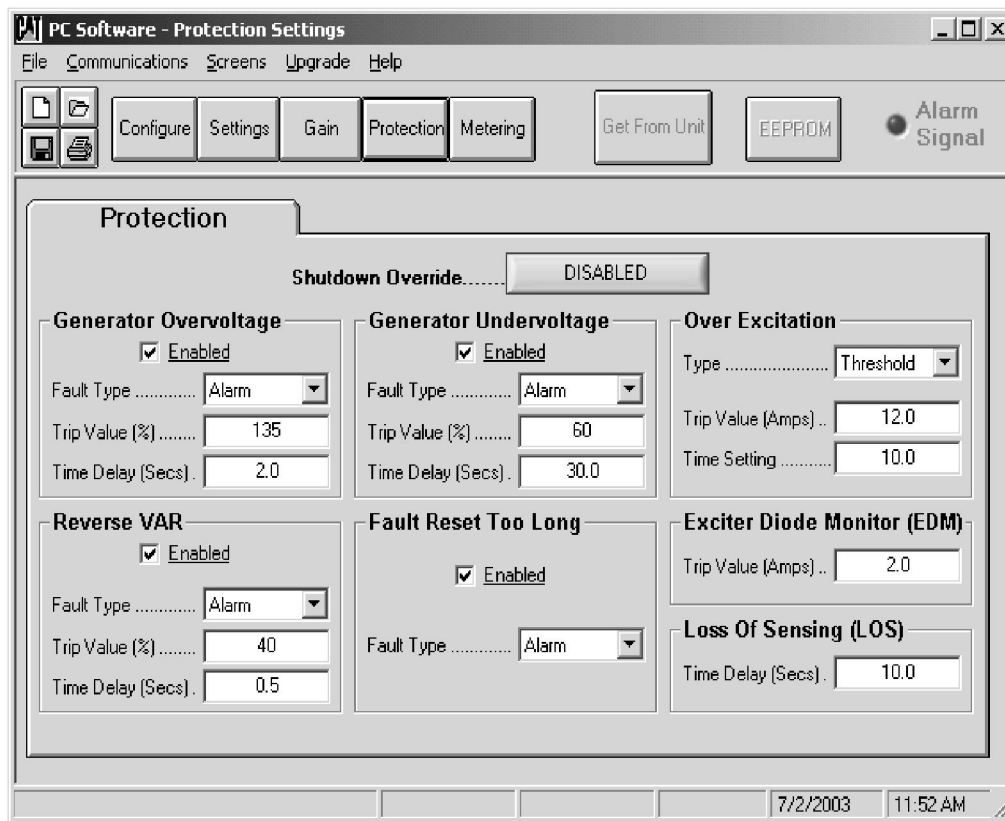 PC Software - Protection Settings
File Communications Screens Upgrade Help
Configure Settings Gain Protection Metering Get From Unit EEPROM Alarm Signal
Protection
Shutdown Override....... DISABLED
Generator Overvoltage
Enabled
Fault Type ............ Alarm
Trip Value (%) ........ 135
Time Delay (Secs) . 2.0
Generator Undervoltage
Enabled
Fault Type ............ Alarm
Trip Value (%) ........ 60
Time Delay (Secs) . 30.0
Over Excitation
Type ...................... Threshold
Trip Value (Amps) .. 12.0
Time Setting .......... 10.0
Reverse VAR
Enabled
Fault Type ............ Alarm
Trip Value (%) ........ 40
Time Delay (Secs) . 0.5
Fault Reset Too Long
Enabled
Fault Type ............ Alarm
Exciter Diode Monitor (EDM)
Trip Value (Amps) .. 2.0
Loss Of Sensing (LOS)
Time Delay (Secs) . 10.0
7/2/2003 11:52 AM